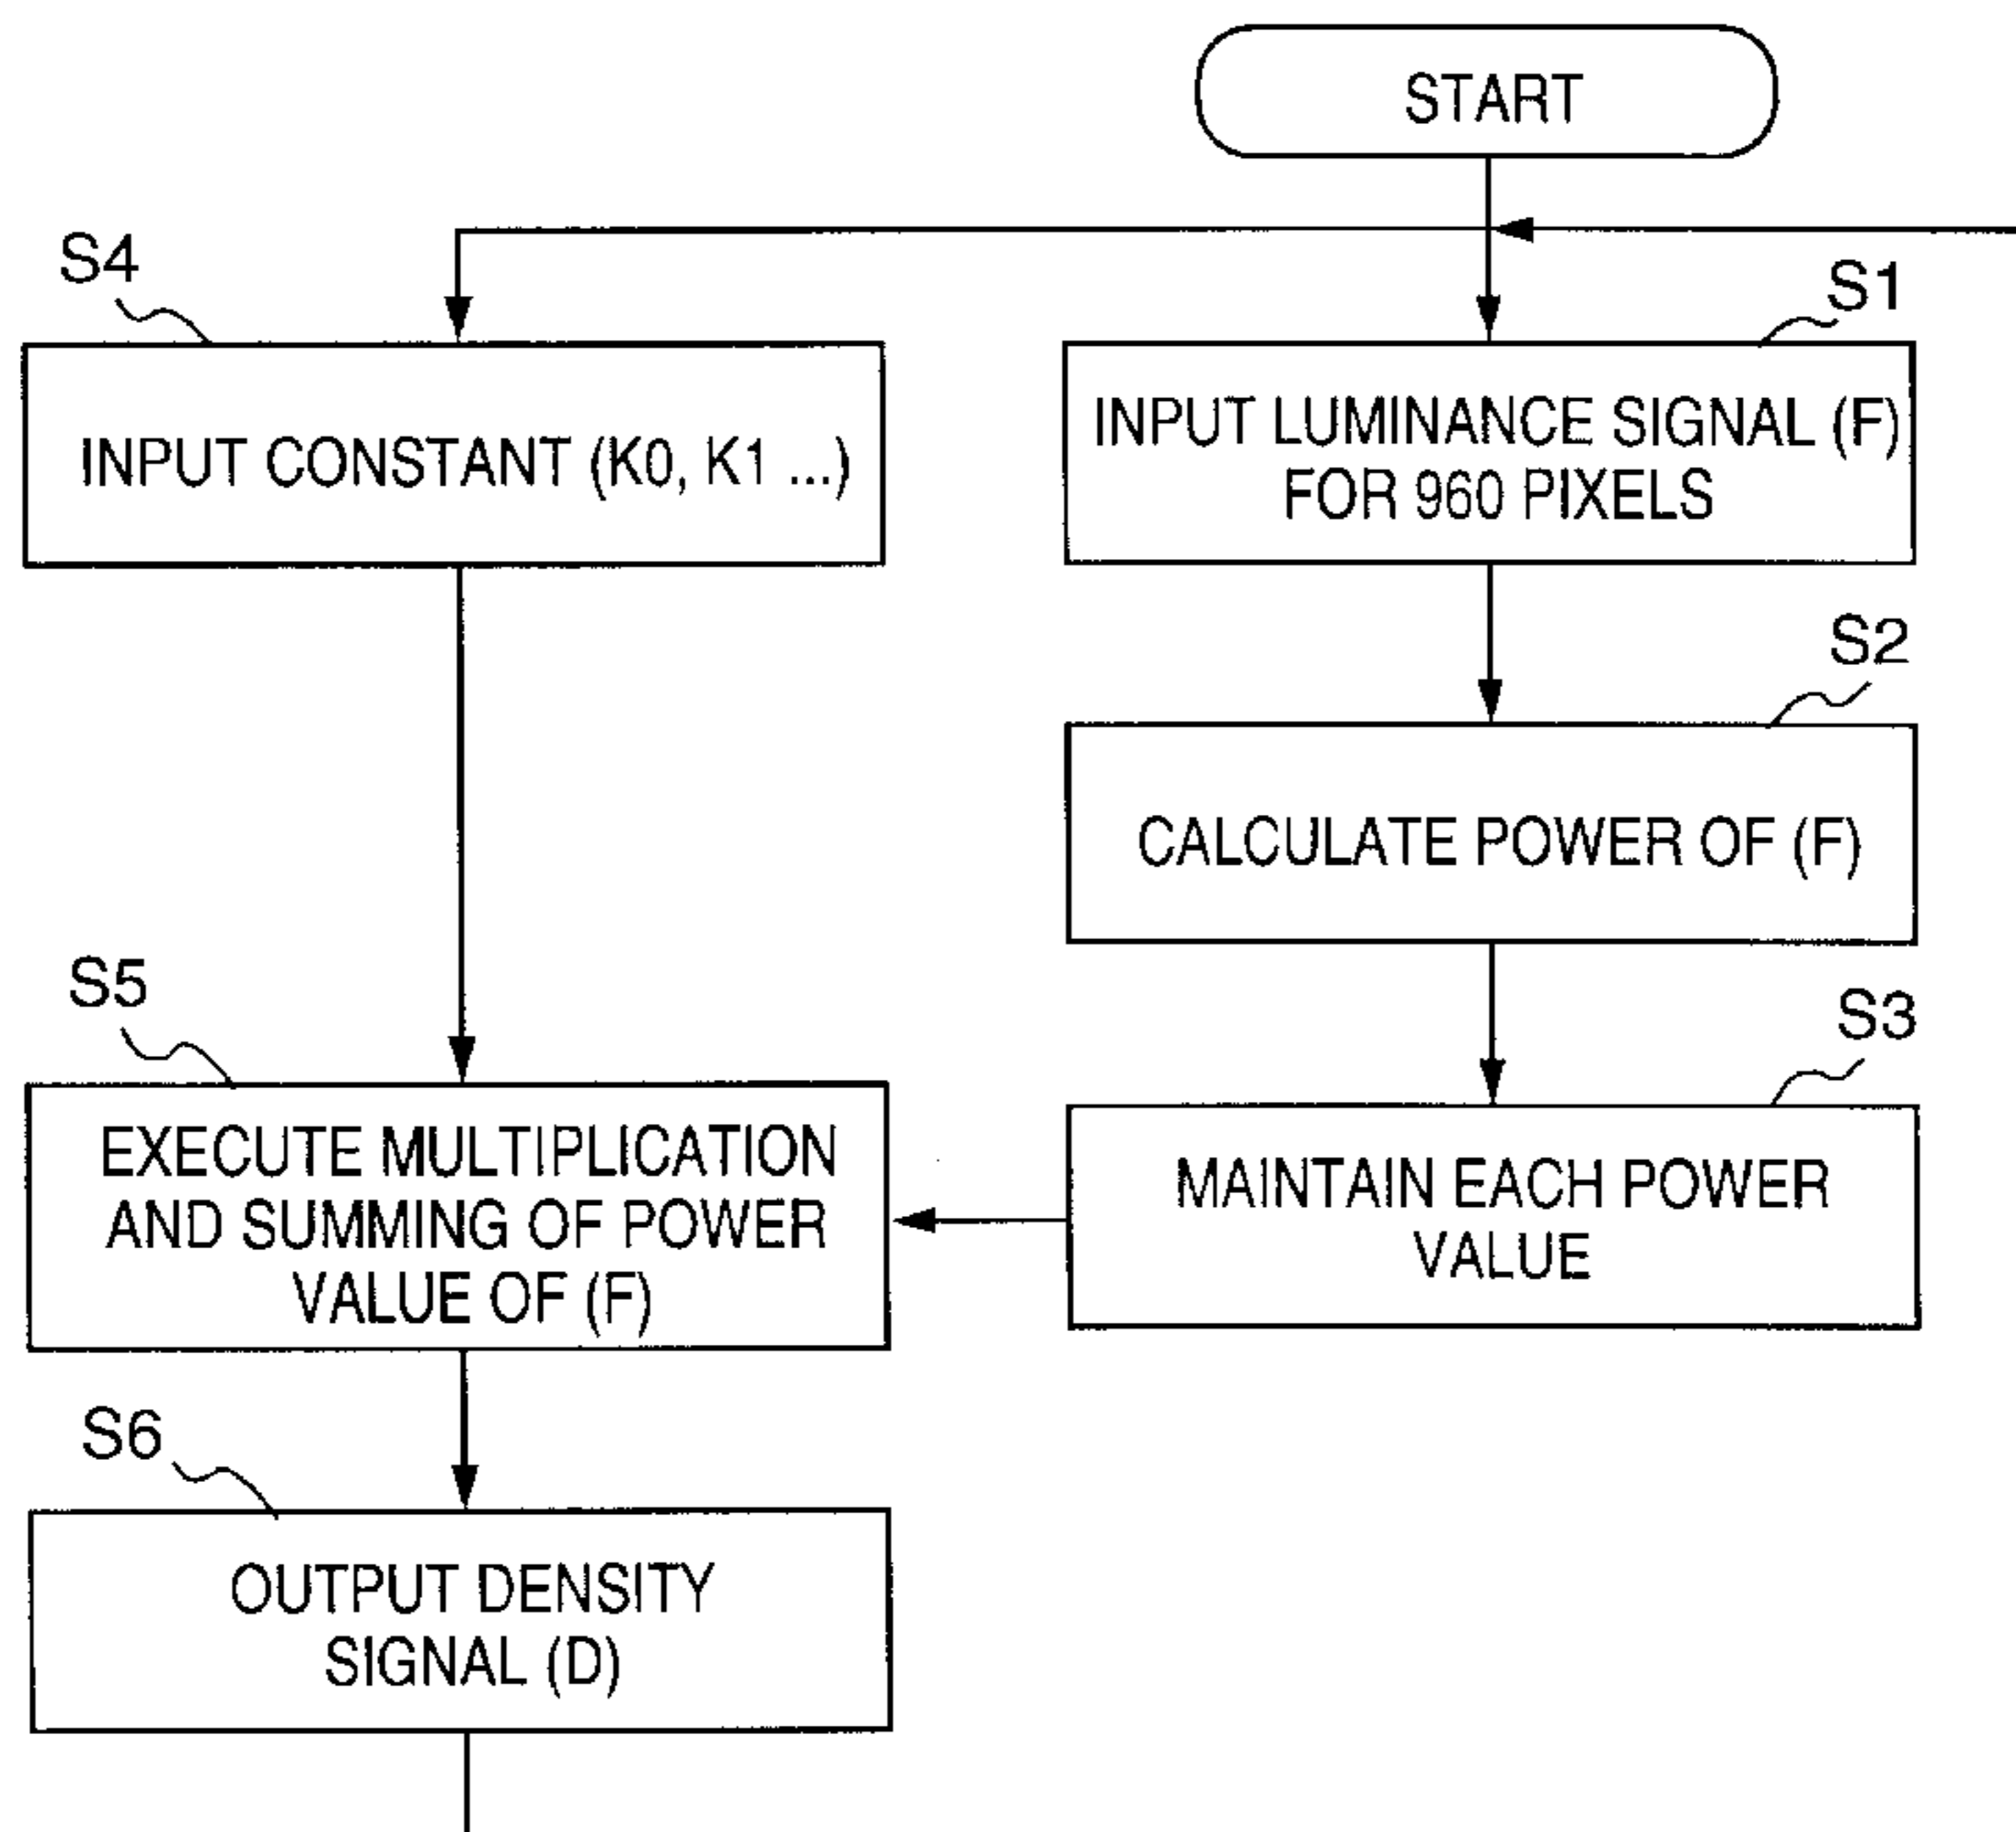 START
S4
S1
INPUT CONSTANT (K0, K1 ...)
INPUT LUMINANCE SIGNAL (F)
FOR 960 PIXELS
S2
CALCULATE POWER OF (F)
S5
S3
EXECUTE MULTIPLICATION
AND SUMMING OF POWER
VALUE OF (F)
MAINTAIN EACH POWER
VALUE
S6
OUTPUT DENSITY
SIGNAL (D)